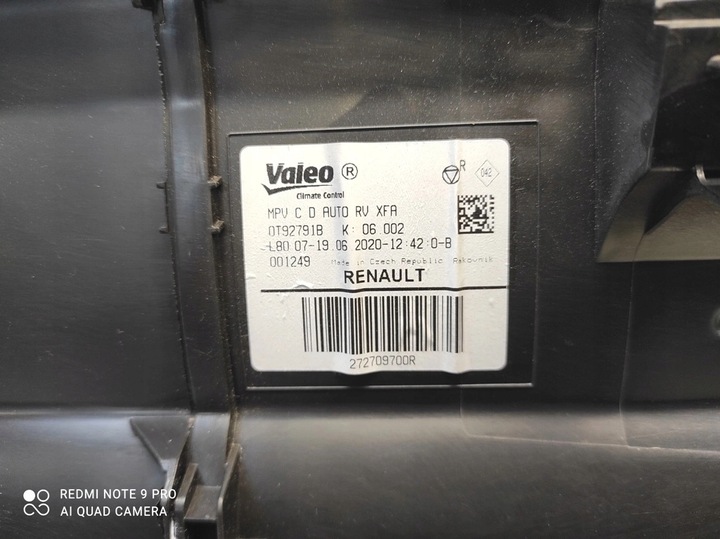 Valeo ®
Climate Control
R
042
MPV C D AUTO RV XFA
0T92791B K: 06.002
L80 07-19.06 2020-12:42:0-B
001249 Made in Czech Republic Rakovnik
RENAULT
272709700R
REDMI NOTE 9 PRO
AI QUAD CAMERA